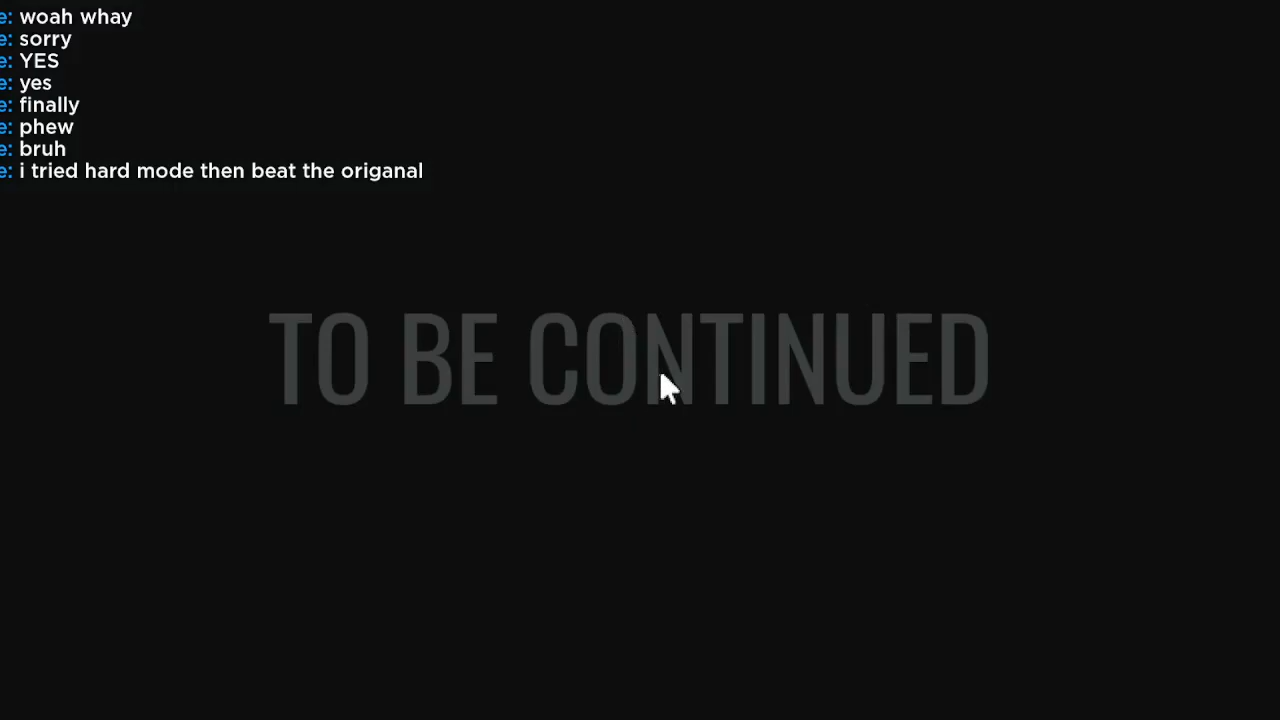 e: woah whay
e: sorry
e: YES
e: yes
e: finally
e: phew
e: bruh
e: i tried hard mode then beat the origanal
TO BE CONTINUED